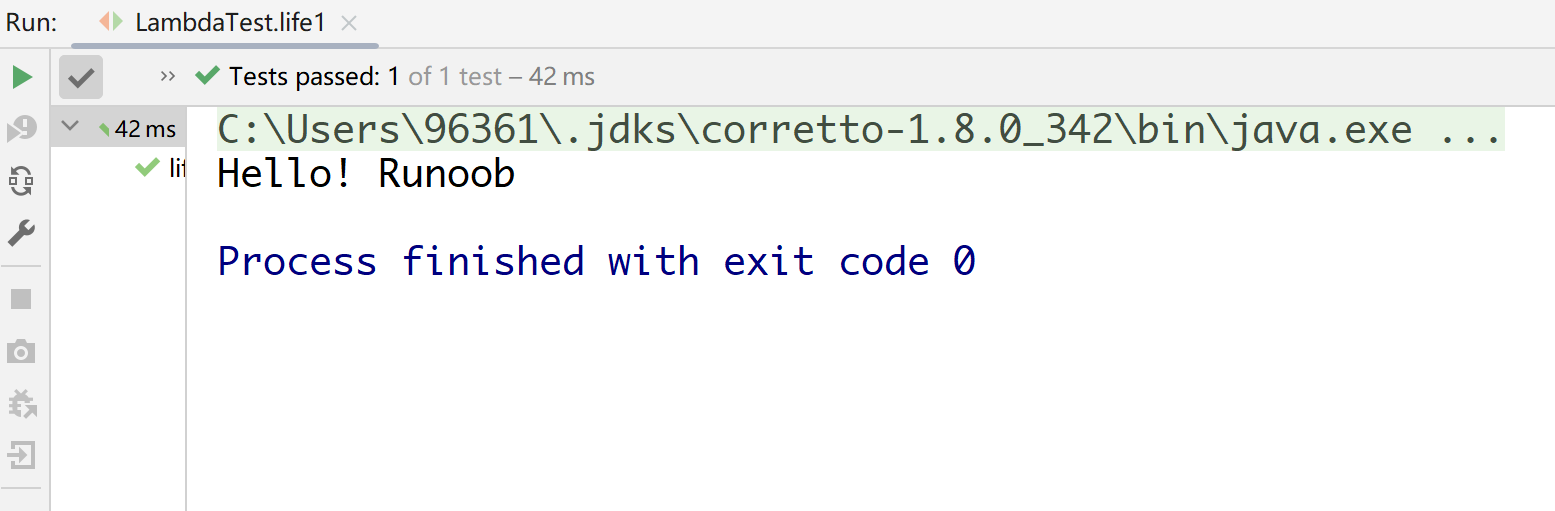 Run: LambdaTest.life1
Tests passed: 1 of 1 test – 42 ms
42 ms
C:\Users\96361\.jdks\corretto-1.8.0_342\bin\java.exe ...
Hello! Runoob
Process finished with exit code 0